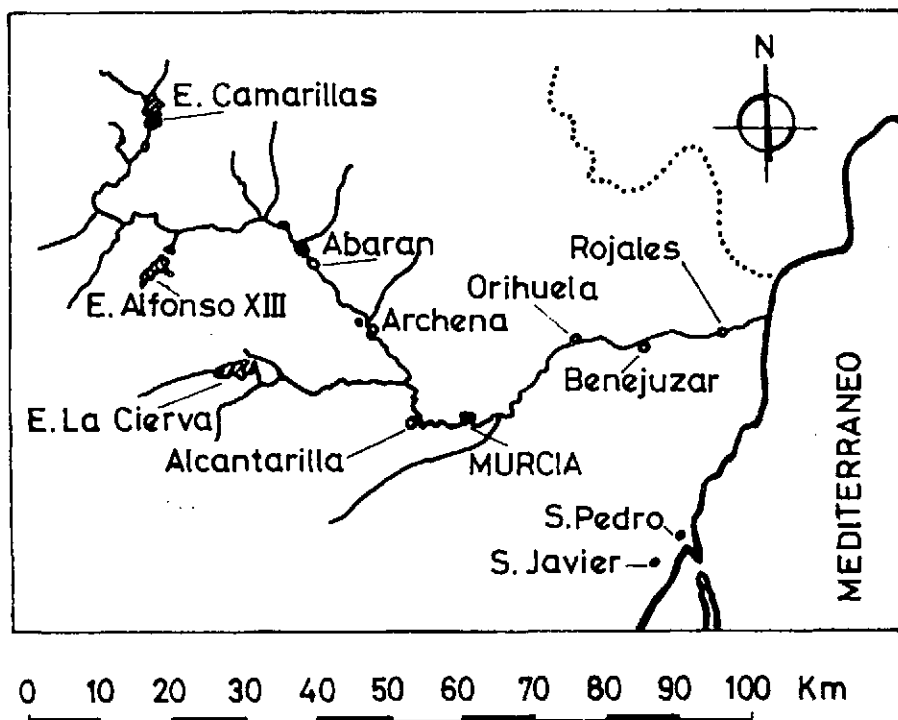 N
E. Camarillas
Abaran
Rojales
Orihuela
E. Alfonso XIII
Archena
Benejuzar
E. La Cierva
Alcantarilla
MURCIA
MEDITERRANEO
S. Pedro
S. Javier
0 10 20 30 40 50 60 70 80 90 100 Km